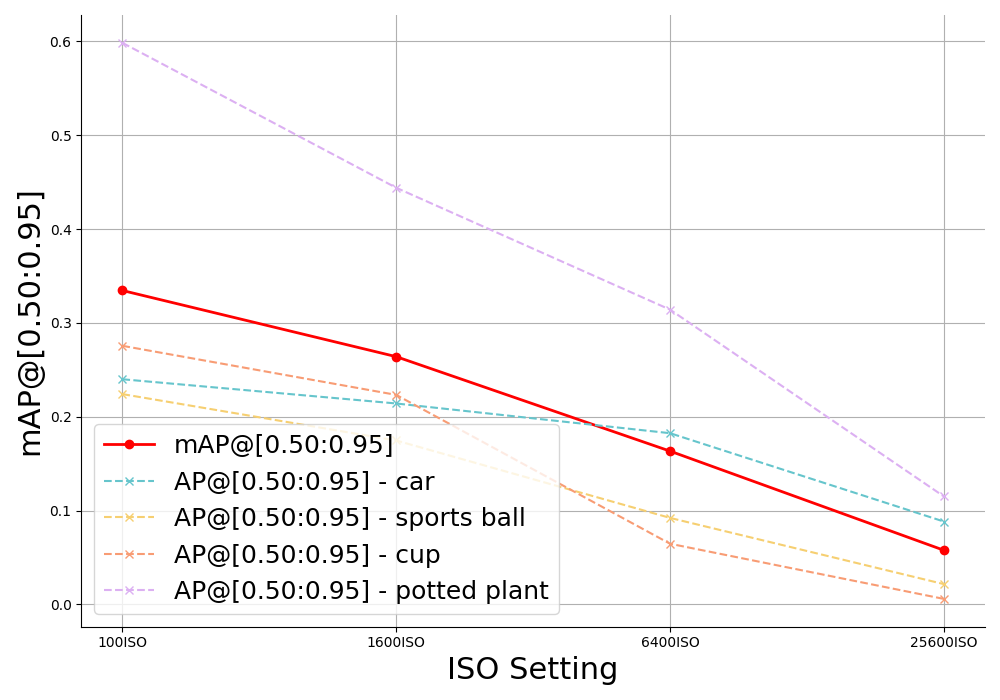 0.6
0.5
0.4
0.3
0.2
0.1
0.0
mAP@[0.50:0.95]
mAP@[0.50:0.95]
AP@[0.50:0.95] - car
AP@[0.50:0.95] - sports ball
AP@[0.50:0.95] - cup
AP@[0.50:0.95] - potted plant
100ISO
1600ISO
6400ISO
25600ISO
ISO Setting